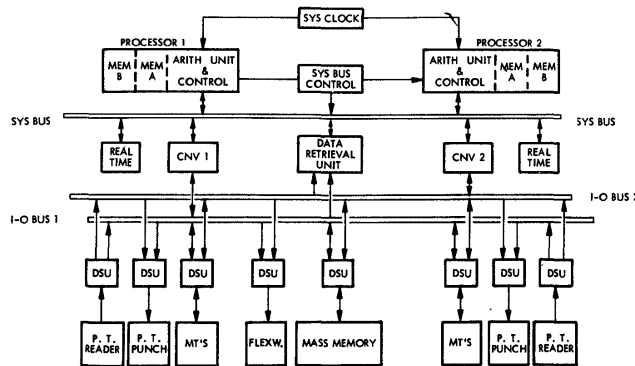 SYS CLOCK
PROCESSOR 1
PROCESSOR 2
MEM B
MEM A
ARITH UNIT & CONTROL
SYS BUS CONTROL
ARITH UNIT & CONTROL
MEM A
MEM B
SYS BUS
SYS BUS
REAL TIME
CNV 1
DATA RETRIEVAL UNIT
CNV 2
REAL TIME
I-O BUS 2
I-O BUS 1
DSU
DSU
DSU
DSU
DSU
DSU
DSU
DSU
P. T. READER
P. T. PUNCH
MT'S
FLEXW.
MASS MEMORY
MT'S
P. T. PUNCH
P. T. READER